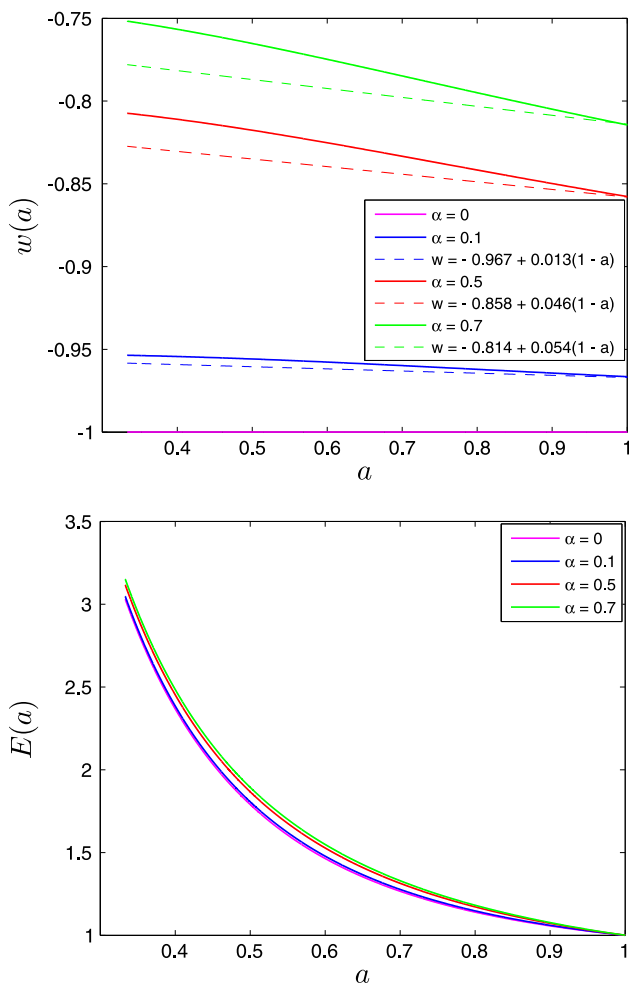 -0.75
-0.8
-0.85
-0.9
-0.95
-1
w(a)
α = 0
α = 0.1
w = - 0.967 + 0.013(1 - a)
α = 0.5
w = - 0.858 + 0.046(1 - a)
α = 0.7
w = - 0.814 + 0.054(1 - a)
0.4 0.5 0.6 0.7 0.8 0.9 1
a
3.5
3
2.5
2
1.5
1
E(a)
α = 0
α = 0.1
α = 0.5
α = 0.7
0.4 0.5 0.6 0.7 0.8 0.9 1
a